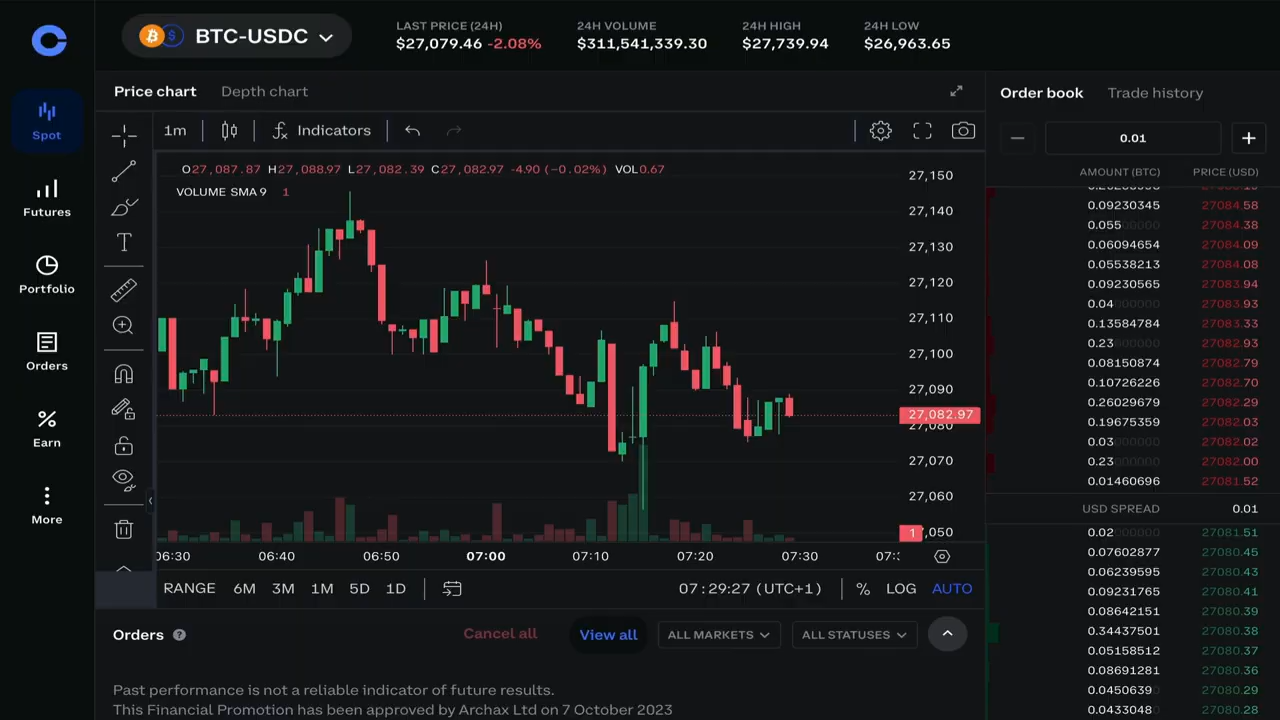 BTC-USDC
LAST PRICE (24H)
$27,079.46 -2.08%
24H VOLUME
$311,541,339.30
24H HIGH
$27,739.94
24H LOW
$26,963.65
Spot
Futures
Portfolio
Orders
Earn
More
Price chart
Depth chart
1m
Indicators
O27,087.87 H27,088.97 L27,082.39 C27,082.97 -4.90 (-0.02%) VOL0.67
VOLUME SMA 9 1
27,150
27,140
27,130
27,120
27,110
27,100
27,090
27,082.97
27,080
27,070
27,060
1
,050
06:30 06:40 06:50 07:00 07:10 07:20 07:30 07:
RANGE 6M 3M 1M 5D 1D
07:29:27 (UTC+1)
% LOG AUTO
Orders
Cancel all
View all
ALL MARKETS
ALL STATUSES
Past performance is not a reliable indicator of future results.
This Financial Promotion has been approved by Archax Ltd on 7 October 2023
Order book
Trade history
0.01
AMOUNT (BTC) PRICE (USD)
0.09230345 27084.58
0.05500000 27084.38
0.06094654 27084.09
0.05538213 27084.08
0.09230565 27083.94
0.04000000 27083.93
0.13584784 27083.33
0.23000000 27082.93
0.08150874 27082.79
0.10726226 27082.70
0.26029679 27082.29
0.19675359 27082.03
0.03000000 27082.02
0.23000000 27082.00
0.01460696 27081.52
USD SPREAD 0.01
0.02000000 27081.51
0.07602877 27080.45
0.06239595 27080.43
0.09231765 27080.41
0.08642151 27080.39
0.34437501 27080.38
0.05158512 27080.37
0.08691281 27080.36
0.04506390 27080.29
0.04330480 27080.28